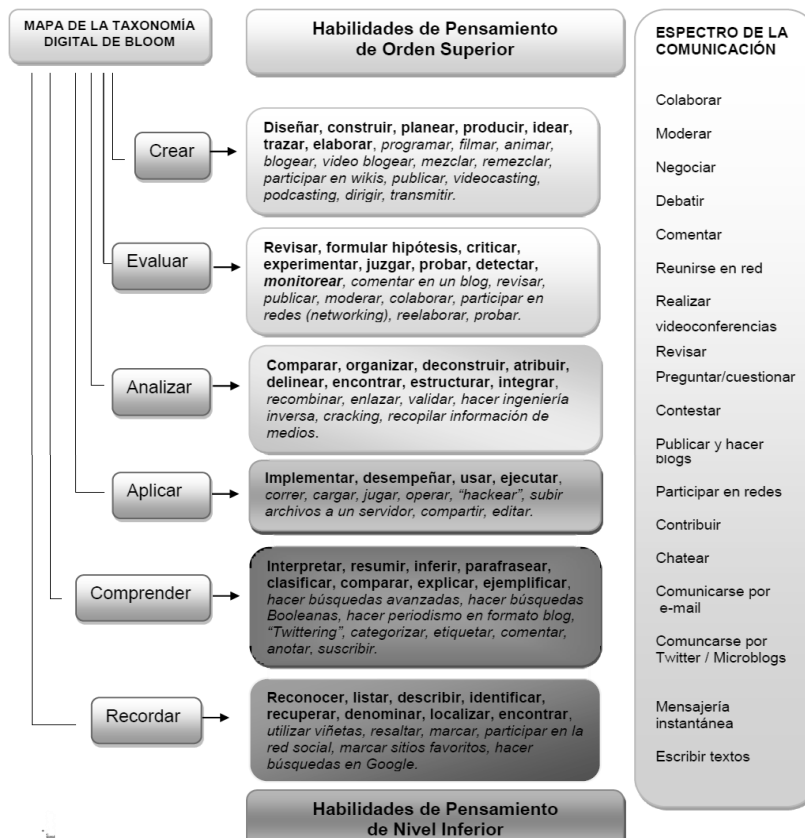 MAPA DE LA TAXONOMÍA
DIGITAL DE BLOOM
Habilidades de Pensamiento
de Orden Superior
Crear
Diseñar, construir, planear, producir, idear,
trazar, elaborar, programar, filmar, animar,
blogear, video blogear, mezclar, remezclar,
participar en wikis, publicar, videocasting,
podcasting, dirigir, transmitir.
Evaluar
Revisar, formular hipótesis, criticar,
experimentar, juzgar, probar, detectar,
monitorear, comentar en un blog, revisar,
publicar, moderar, colaborar, participar en
redes (networking), reelaborar, probar.
Analizar
Comparar, organizar, deconstruir, atribuir,
delinear, encontrar, estructurar, integrar,
recombinar, enlazar, validar, hacer ingeniería
inversa, cracking, recopilar información de
medios.
Aplicar
Implementar, desempeñar, usar, ejecutar,
correr, cargar, jugar, operar, “hackear”, subir
archivos a un servidor, compartir, editar.
Comprender
Interpretar, resumir, inferir, parafrasear,
clasificar, comparar, explicar, ejemplificar,
hacer búsquedas avanzadas, hacer búsquedas
Booleanas, hacer periodismo en formato blog,
“Twittering”, categorizar, etiquetar, comentar,
anotar, suscribir.
Recordar
Reconocer, listar, describir, identificar,
recuperar, denominar, localizar, encontrar,
utilizar viñetas, resaltar, marcar, participar en la
red social, marcar sitios favoritos, hacer
búsquedas en Google.
Habilidades de Pensamiento
de Nivel Inferior
ESPECTRO DE LA
COMUNICACIÓN
Colaborar
Moderar
Negociar
Debatir
Comentar
Reunirse en red
Realizar
videoconferencias
Revisar
Preguntar/cuestionar
Contestar
Publicar y hacer
blogs
Participar en redes
Contribuir
Chatear
Comunicarse por
e-mail
Comuncarse por
Twitter / Microblogs
Mensajería
instantánea
Escribir textos